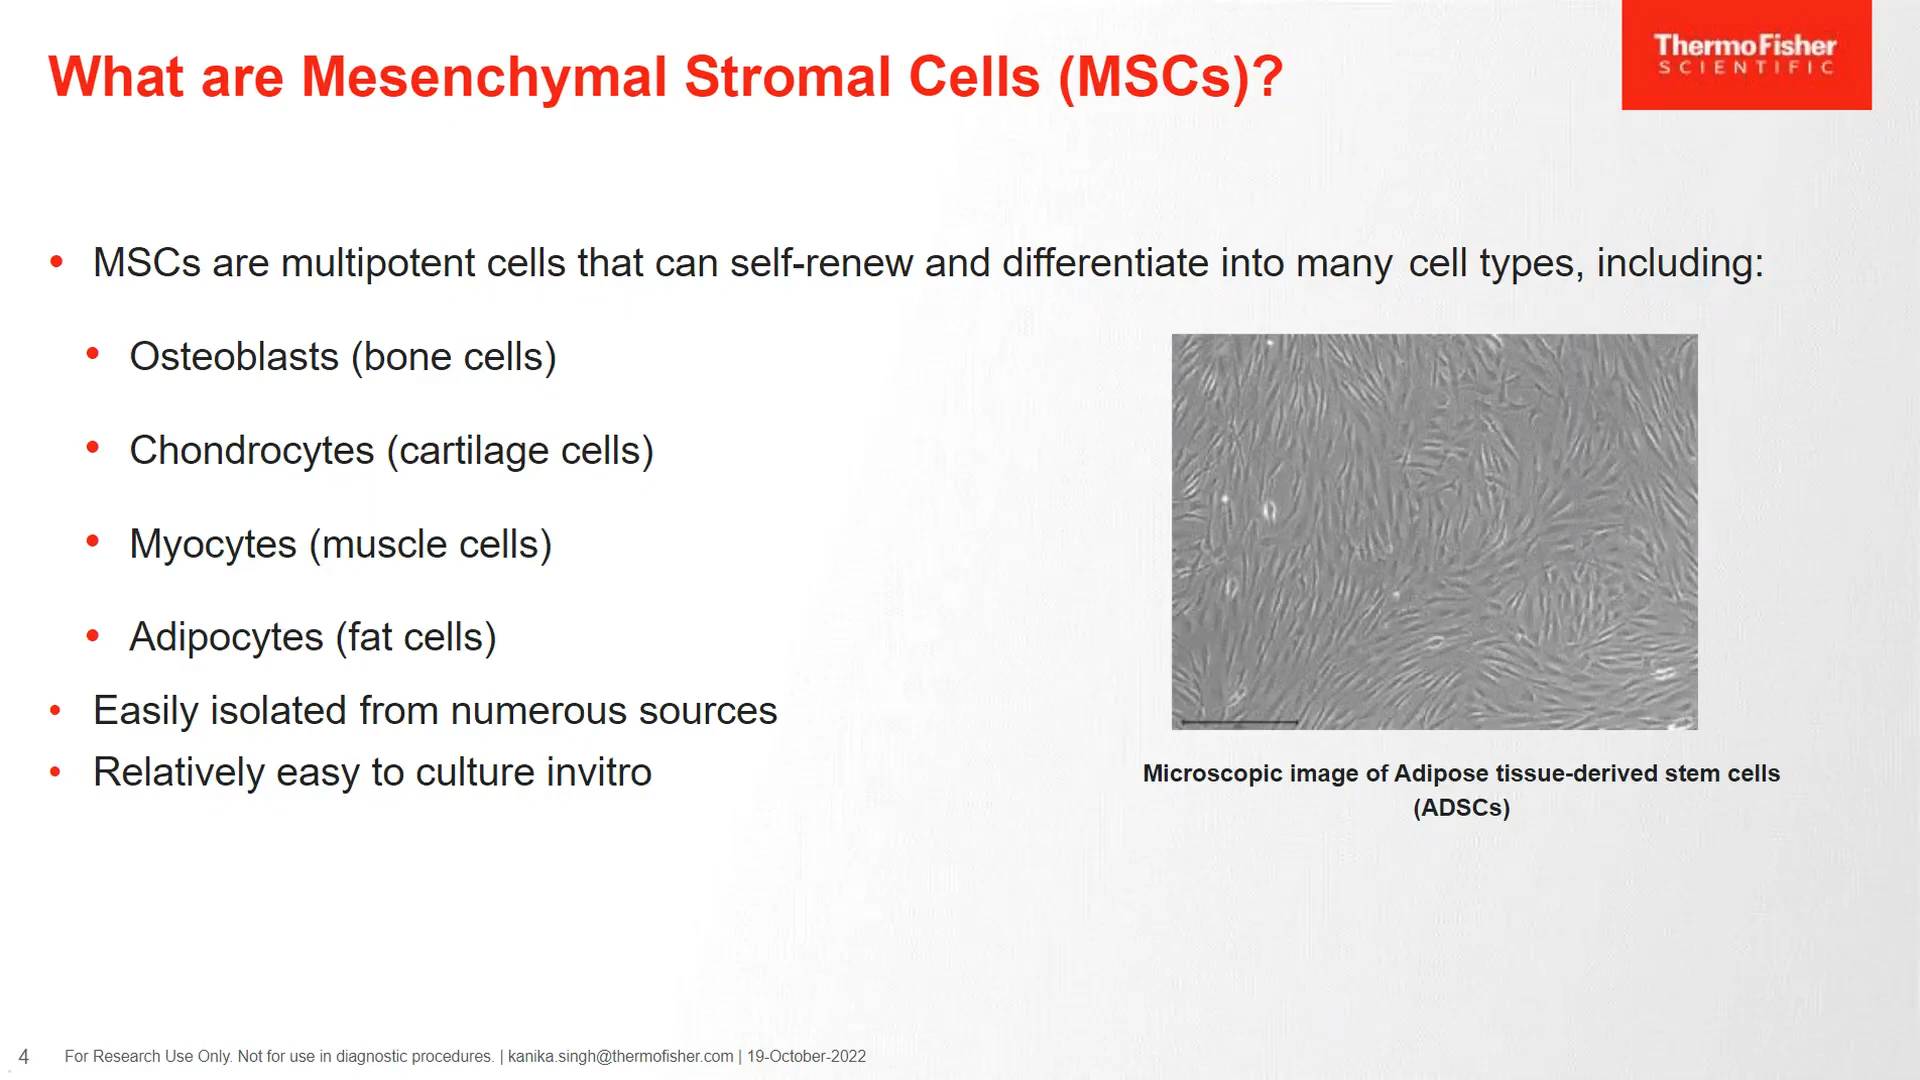 What are Mesenchymal Stromal Cells (MSCs)?
ThermoFisher
SCIENTIFIC
• MSCs are multipotent cells that can self-renew and differentiate into many cell types, including:
• Osteoblasts (bone cells)
• Chondrocytes (cartilage cells)
• Myocytes (muscle cells)
• Adipocytes (fat cells)
• Easily isolated from numerous sources
• Relatively easy to culture invitro
Microscopic image of Adipose tissue-derived stem cells
(ADSCs)
4 For Research Use Only. Not for use in diagnostic procedures. | kanika.singh@thermofisher.com | 19-October-2022